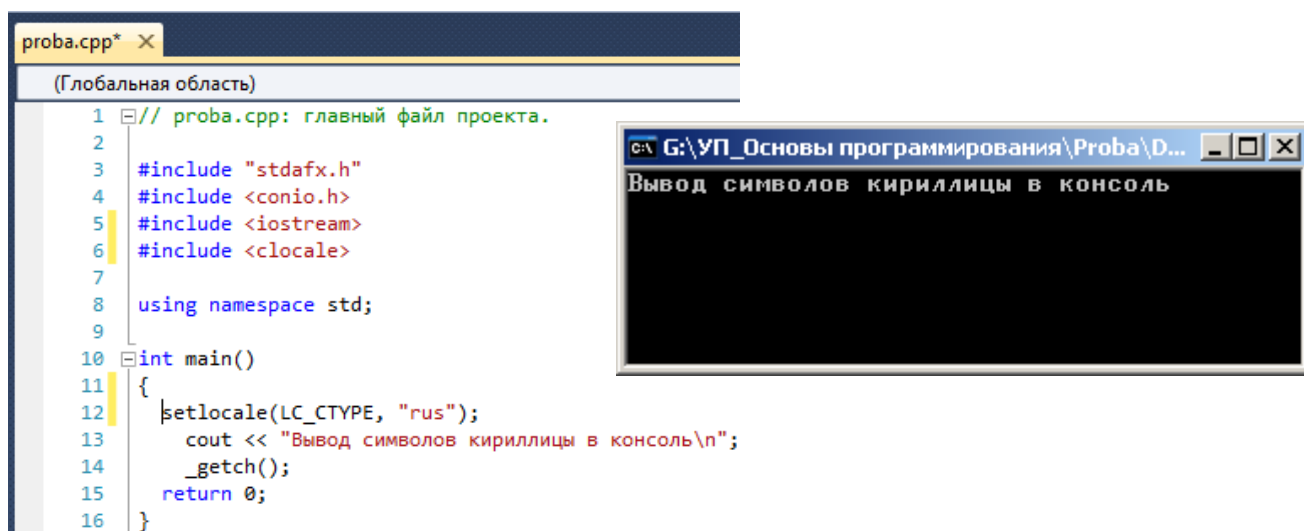 proba.cpp*
(Глобальная область)
1 // proba.cpp: главный файл проекта.
2
3 #include "stdafx.h"
4 #include <conio.h>
5 #include <iostream>
6 #include <clocale>
7
8 using namespace std;
9
10 int main()
11 {
12 setlocale(LC_CTYPE, "rus");
13 cout << "Вывод символов кириллицы в консоль\n";
14 _getch();
15 return 0;
16 }
G:\УП_Основы программирования\Proba\D...
Вывод символов кириллицы в консоль